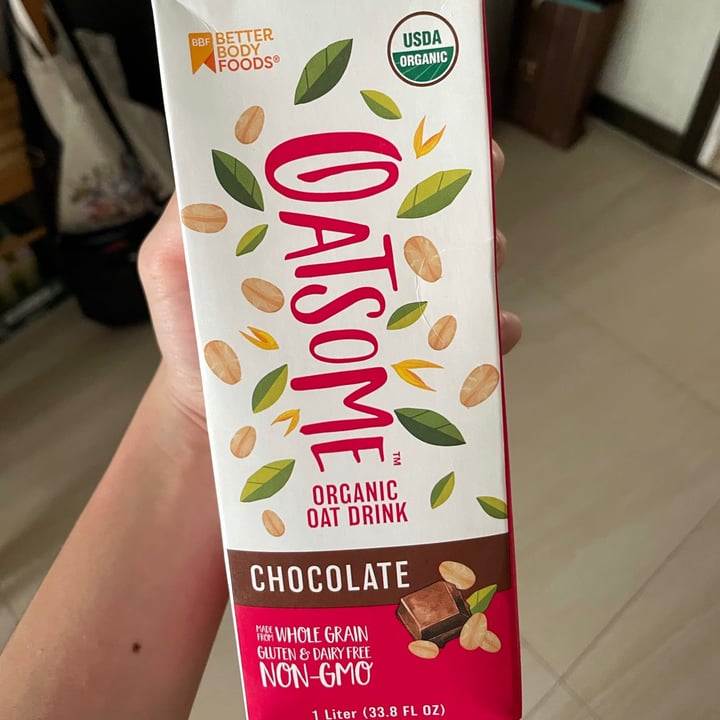 BBF
BETTER
BODY
FOODS®
USDA
ORGANIC
OATSOME™
ORGANIC
OAT DRINK
CHOCOLATE
MADE FROM WHOLE GRAIN
GLUTEN & DAIRY FREE
NON-GMO
1 Liter (33.8 FL OZ)